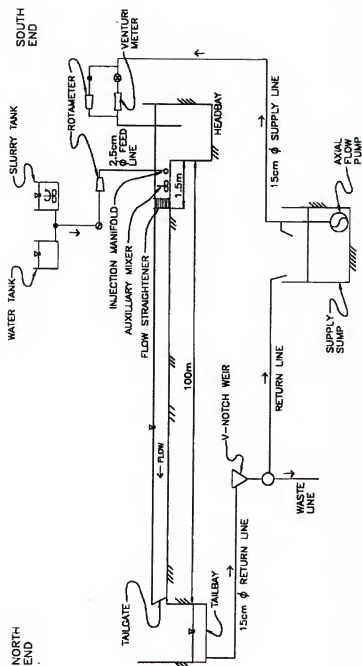 SOUTH
END
SLURRY TANK
WATER TANK
ROTAMETER
VENTURI
METER
2.5cm
φ FEED
LINE
INJECTION MANIFOLD
AUXILLIARY MIXER
FLOW STRAIGHTENER
HEADBAY
1.5m
15cm φ SUPPLY LINE
AXIAL
FLOW
PUMP
SUPPLY
SUMP
100m
FLOW
RETURN LINE
V-NOTCH WEIR
WASTE
LINE
15cm φ RETURN LINE
TAILGATE
TAILBAY
NORTH
END